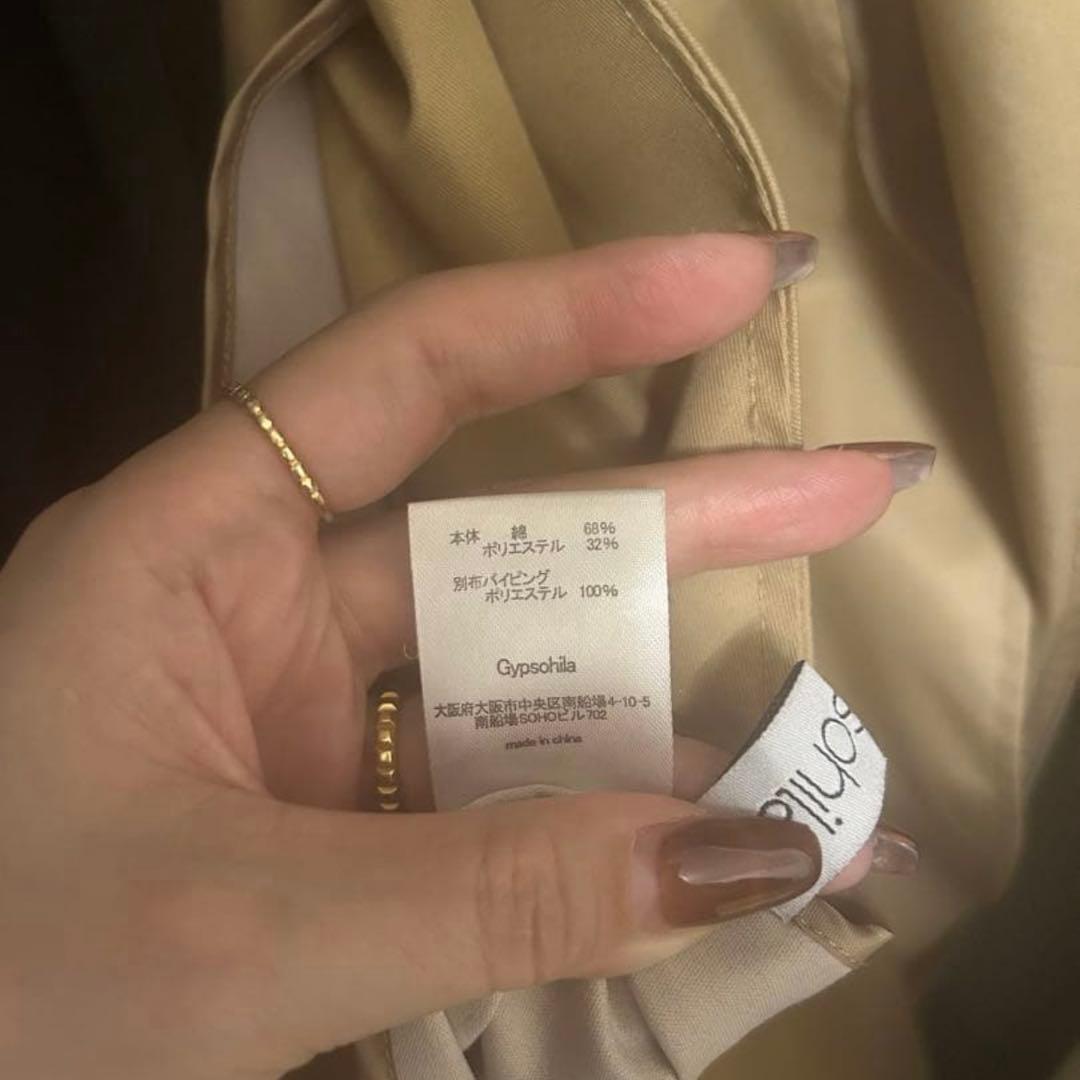 本体 綿 68%
ポリエステル 32%
別布パイピング
ポリエステル 100%
Gypsohila
大阪府大阪市中央区南船場4-10-5
南船場SOHOビル702
made in china
sohila